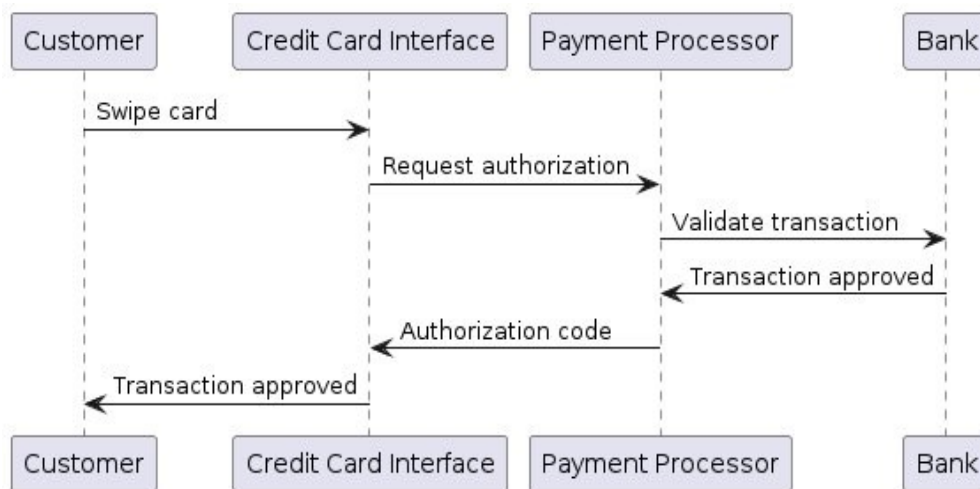 Customer
Credit Card Interface
Payment Processor
Bank
Swipe card
Request authorization
Validate transaction
Transaction approved
Authorization code
Transaction approved
Customer
Credit Card Interface
Payment Processor
Bank